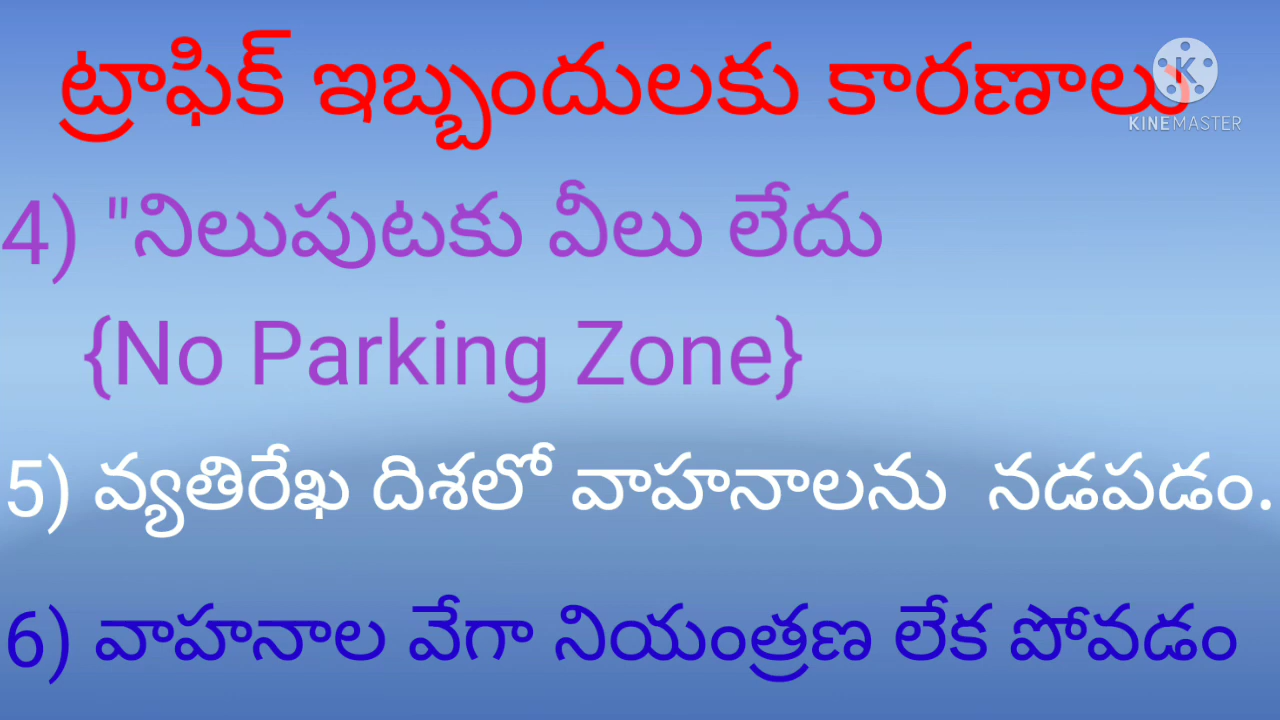 ట్రాఫిక్ ఇబ్బందులకు కారణాలు
KINEMASTER
4) "నిలుపుటకు వీలు లేదు
{No Parking Zone}
5) వ్యతిరేఖ దిశలో వాహనాలను నడపడం.
6) వాహనాల వేగా నియంత్రణ లేక పోవడం